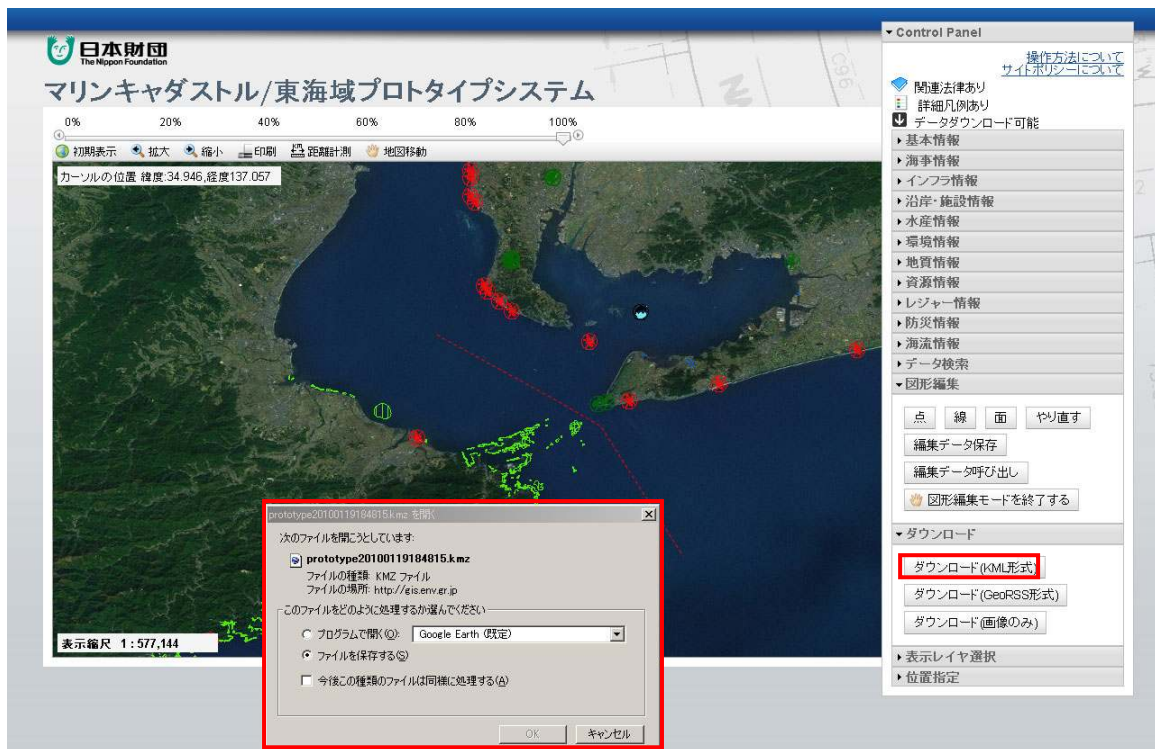 日本財団
The Nippon Foundation
マリンキャダストル/東海域プロトタイプシステム
0% 20% 40% 60% 80% 100%
初期表示 拡大 縮小 印刷 距離計測 地図移動
カーソルの位置 緯度:34.946,経度137.057
表示縮尺 1:577,144
prototype20100119184815.kmz を開く
次のファイルを開こうとしています:
prototype20100119184815.kmz
ファイルの種類: KMZ ファイル
ファイルの場所: http://gis.env.gr.jp
このファイルをどのように処理するか選んでください
プログラムで開く(O): Google Earth (既定)
ファイルを保存する(S)
今後この種類のファイルは同様に処理する(A)
OK キャンセル
Control Panel
操作方法について
サイトポリシーについて
関連法律あり
詳細凡例あり
データダウンロード可能
基本情報
海事情報
インフラ情報
沿岸・施設情報
水産情報
環境情報
地質情報
資源情報
レジャー情報
防災情報
海流情報
データ検索
図形編集
点 線 面 やり直す
編集データ保存
編集データ呼び出し
図形編集モードを終了する
ダウンロード
ダウンロード(KML形式)
ダウンロード(GeoRSS形式)
ダウンロード(画像のみ)
表示レイヤ選択
位置指定